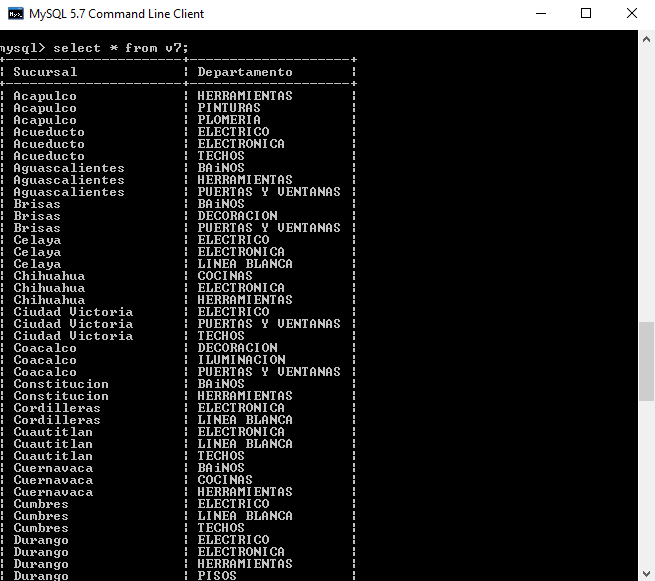 MySQL 5.7 Command Line Client
mysql> select * from v7;
| Sucursal | Departamento |
| Acapulco | HERRAMIENTAS |
| Acapulco | PINTURAS |
| Acapulco | PLOMERIA |
| Acueducto | ELECTRICO |
| Acueducto | ELECTRONICA |
| Acueducto | TECHOS |
| Aguascalientes | BAiNOS |
| Aguascalientes | HERRAMIENTAS |
| Aguascalientes | PUERTAS Y VENTANAS |
| Brisas | BAiNOS |
| Brisas | DECORACION |
| Brisas | PUERTAS Y VENTANAS |
| Celaya | ELECTRICO |
| Celaya | ELECTRONICA |
| Celaya | LINEA BLANCA |
| Chihuahua | COCINAS |
| Chihuahua | ELECTRONICA |
| Chihuahua | HERRAMIENTAS |
| Ciudad Victoria | ELECTRICO |
| Ciudad Victoria | PUERTAS Y VENTANAS |
| Ciudad Victoria | TECHOS |
| Coacalco | DECORACION |
| Coacalco | ILUMINACION |
| Coacalco | PUERTAS Y VENTANAS |
| Constitucion | BAiNOS |
| Constitucion | HERRAMIENTAS |
| Cordilleras | ELECTRONICA |
| Cordilleras | LINEA BLANCA |
| Cuautitlan | ELECTRONICA |
| Cuautitlan | LINEA BLANCA |
| Cuautitlan | TECHOS |
| Cuernavaca | BAiNOS |
| Cuernavaca | COCINAS |
| Cuernavaca | HERRAMIENTAS |
| Cumbres | ELECTRICO |
| Cumbres | LINEA BLANCA |
| Cumbres | TECHOS |
| Durango | ELECTRICO |
| Durango | ELECTRONICA |
| Durango | HERRAMIENTAS |
| Durango | PISOS |